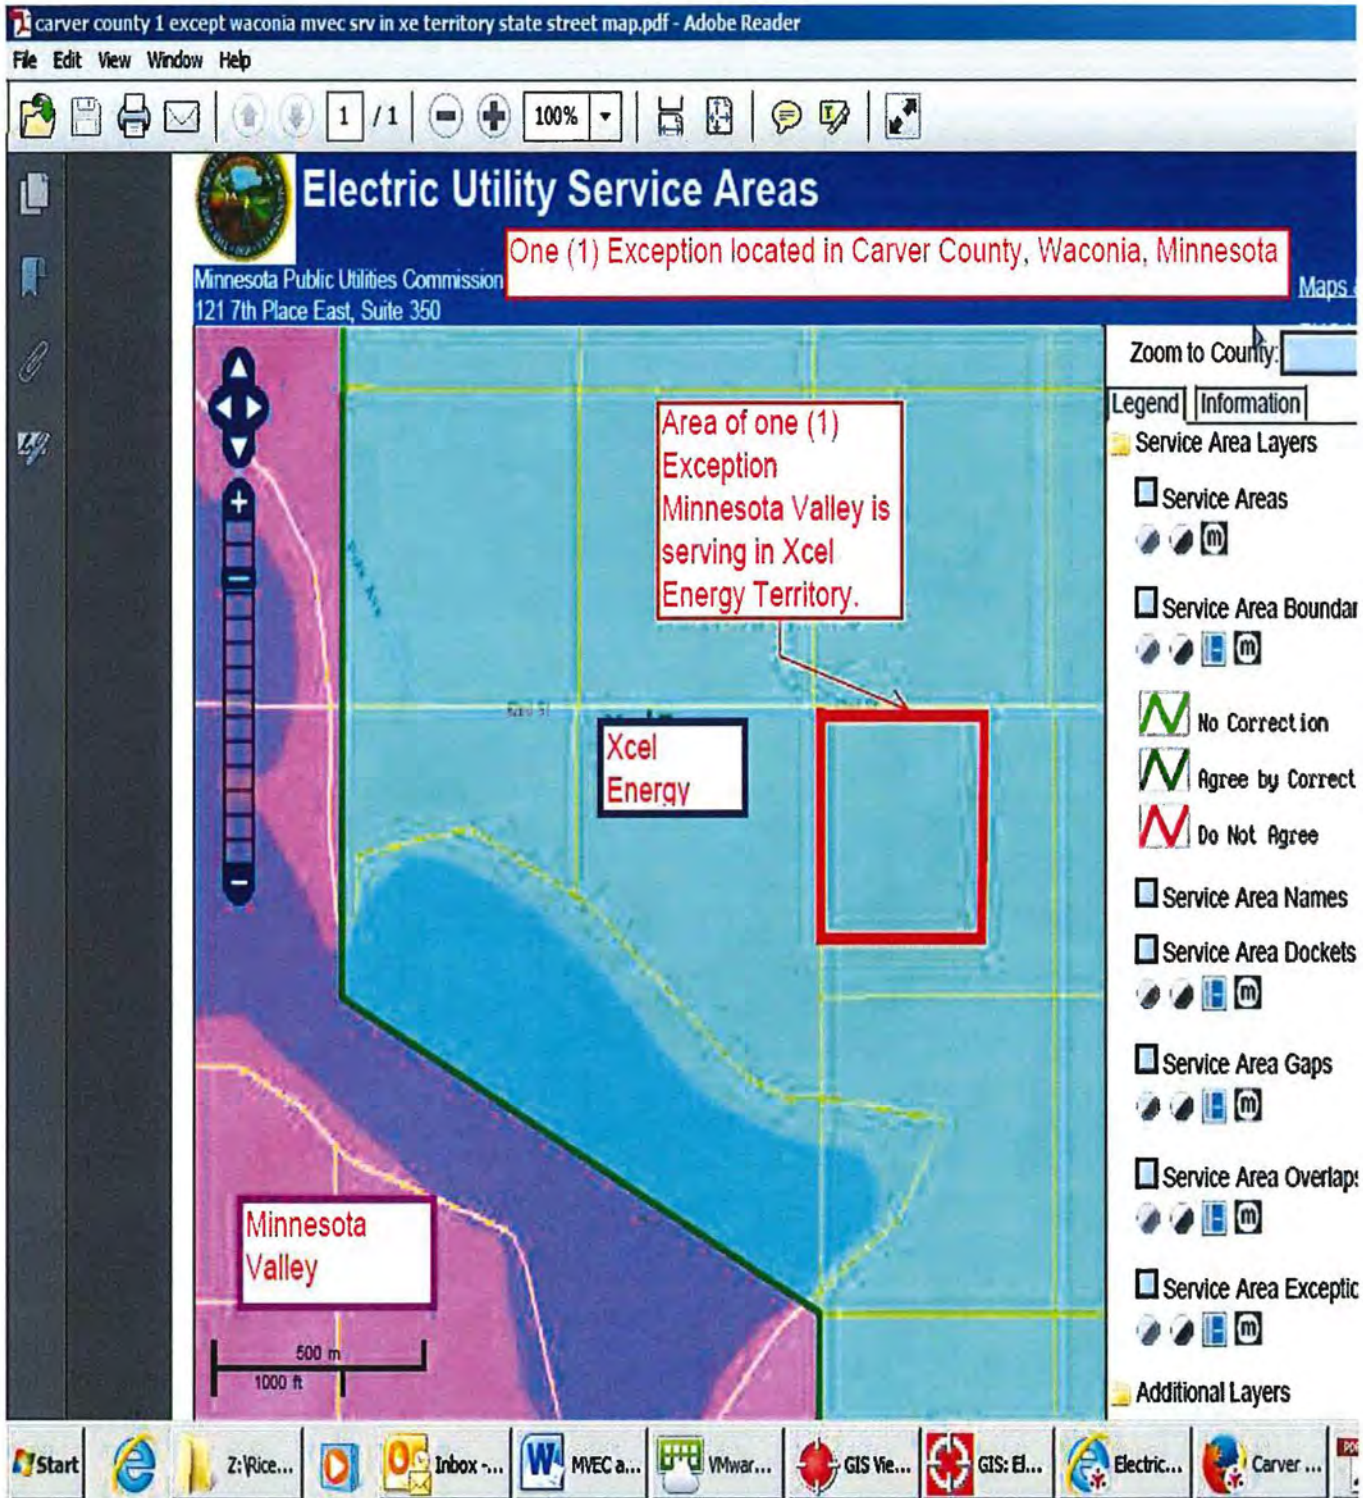 carver county 1 except waconia mvec srv in xe territory state street map.pdf - Adobe Reader
File Edit View Window Help
1 / 1 100%
Electric Utility Service Areas
One (1) Exception located in Carver County, Waconia, Minnesota
Minnesota Public Utilities Commission
121 7th Place East, Suite 350
Maps
Zoom to County:
Legend Information
Service Area Layers
Service Areas
m
Service Area Boundar
m
No Correction
Agree by Correct
Do Not Agree
Service Area Names
Service Area Dockets
m
Service Area Gaps
m
Service Area Overlaps
m
Service Area Exceptio
m
Additional Layers
Area of one (1)
Exception
Minnesota Valley is
serving in Xcel
Energy Territory.
Xcel
Energy
Minnesota
Valley
500 m
1000 ft
Start Z:\Rice... Inbox -... MVEC a... VMwar... GIS Vie... GIS: El... Electric... Carver ...
PDF